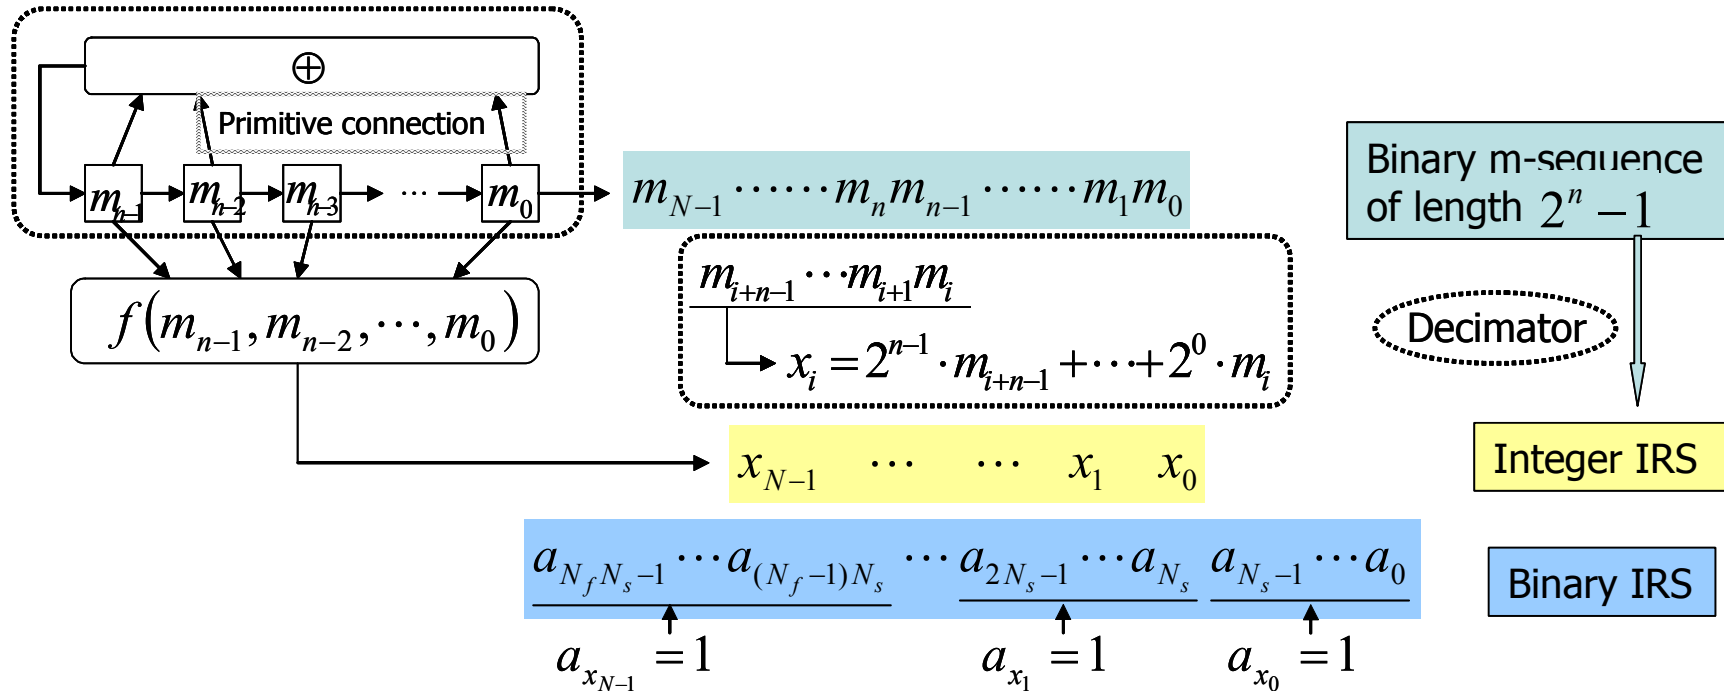 ⊕
Primitive connection
m_{n-1} m_{n-2} m_{n-3} ⋯ m_0
m_{N-1} ⋯⋯ m_n m_{n-1} ⋯⋯ m_1 m_0
Binary m-sequence
of length 2^n − 1
f(m_{n-1}, m_{n-2}, ⋯, m_0)
m_{i+n-1} ⋯ m_{i+1} m_i
x_i = 2^{n-1} · m_{i+n-1} + ⋯ + 2^0 · m_i
Decimator
x_{N-1} ⋯ ⋯ x_1 x_0
Integer IRS
a_{N_f N_s-1} ⋯ a_{(N_f-1)N_s} ⋯ a_{2N_s-1} ⋯ a_{N_s} a_{N_s-1} ⋯ a_0
Binary IRS
a_{x_{N-1}} = 1 a_{x_1} = 1 a_{x_0} = 1